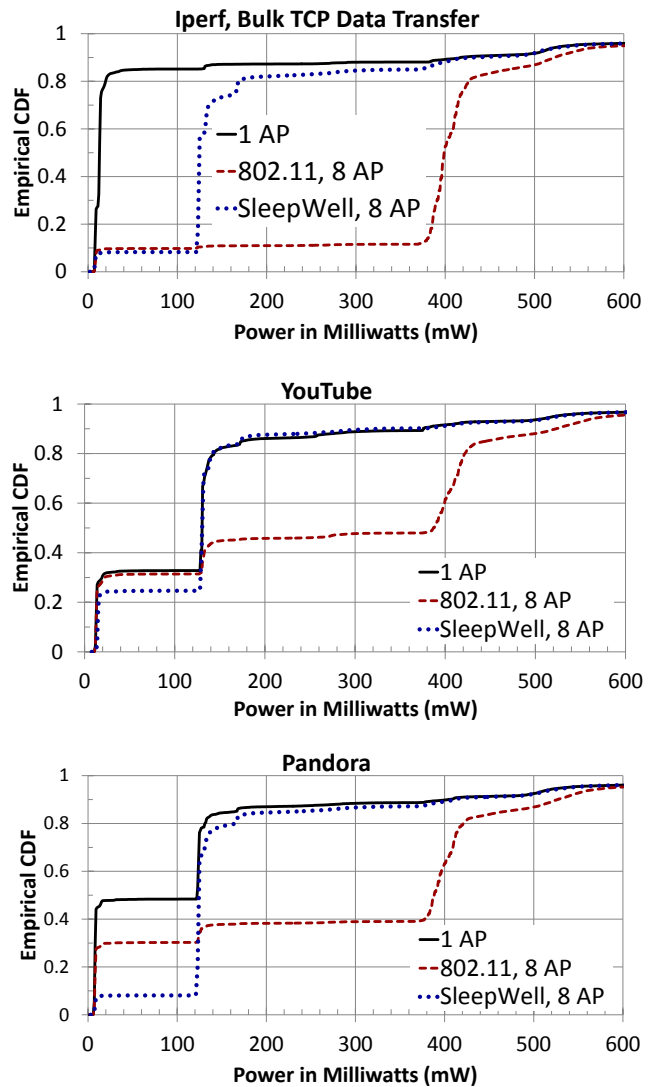 Iperf, Bulk TCP Data Transfer
Empirical CDF
1
0.8
0.6
0.4
0.2
0
1 AP
802.11, 8 AP
SleepWell, 8 AP
0 100 200 300 400 500 600
Power in Milliwatts (mW)
YouTube
Empirical CDF
1
0.8
0.6
0.4
0.2
0
1 AP
802.11, 8 AP
SleepWell, 8 AP
0 100 200 300 400 500 600
Power in Milliwatts (mW)
Pandora
Empirical CDF
1
0.8
0.6
0.4
0.2
0
1 AP
802.11, 8 AP
SleepWell, 8 AP
0 100 200 300 400 500 600
Power in Milliwatts (mW)